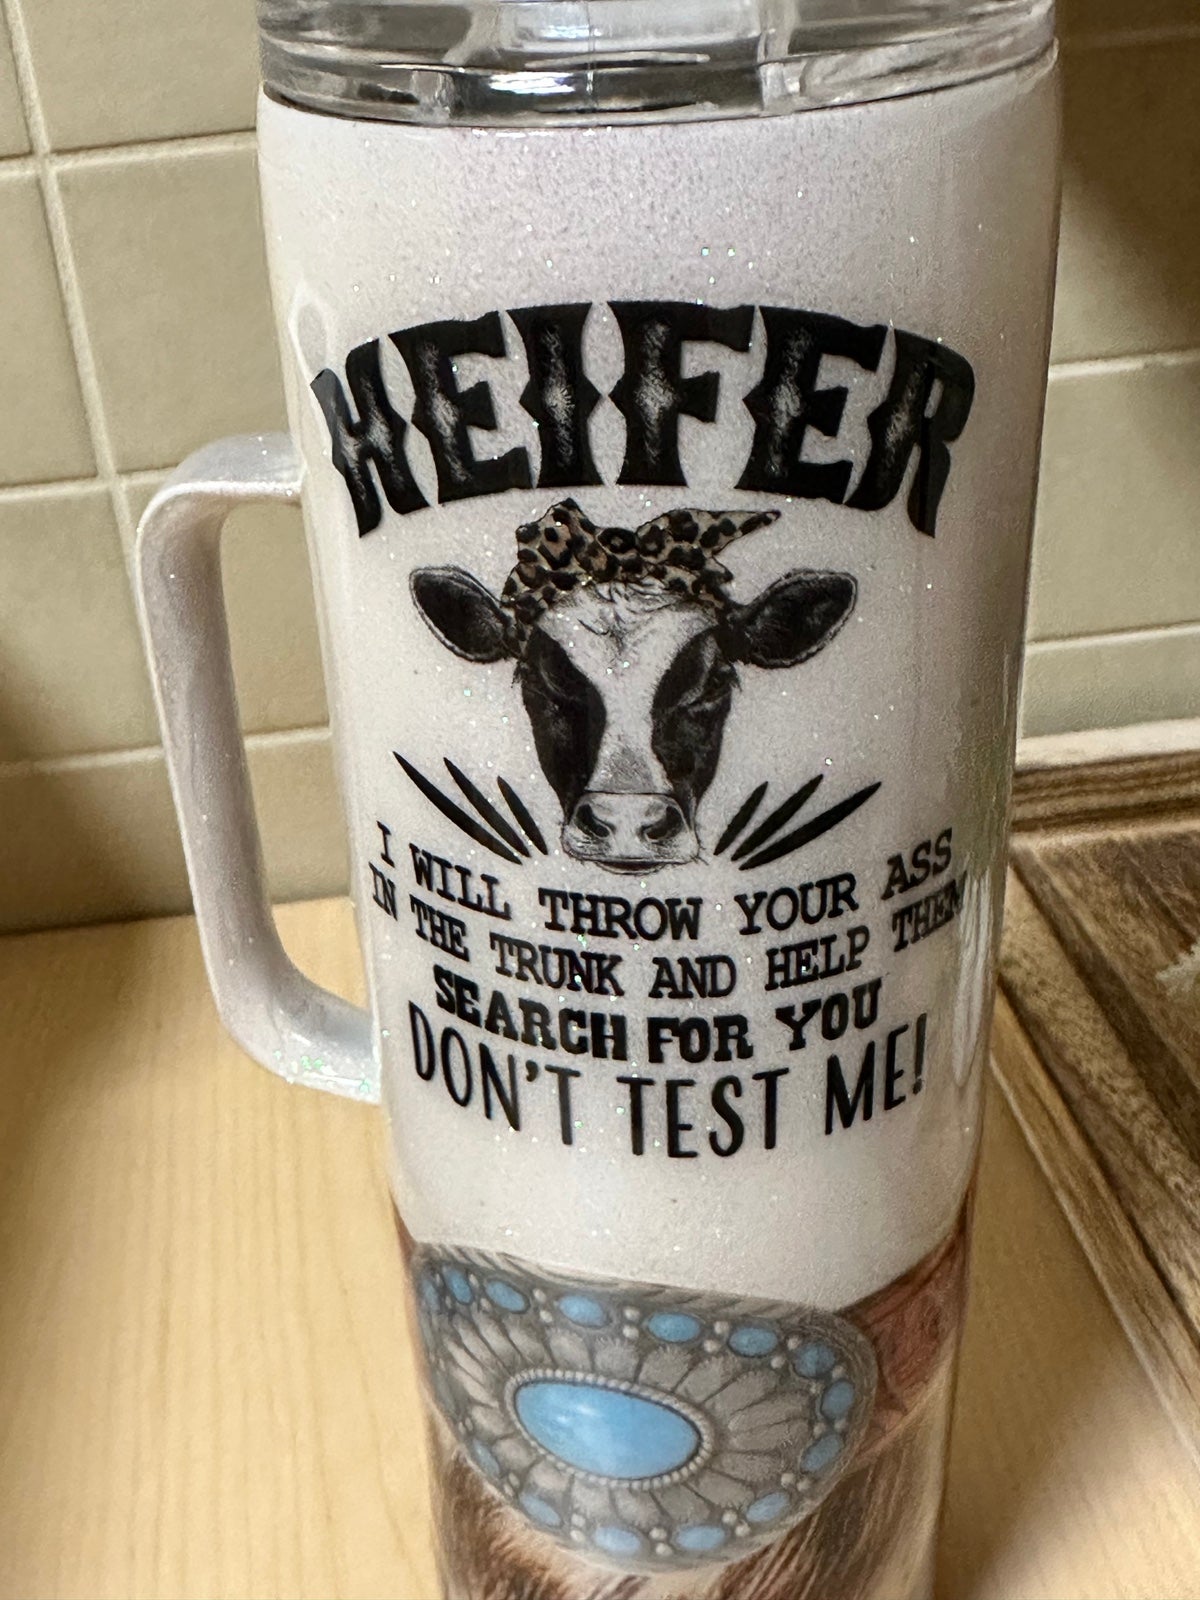 HEIFER
I WILL THROW YOUR ASS
IN THE TRUNK AND HELP THEM
SEARCH FOR YOU
DON'T TEST ME!